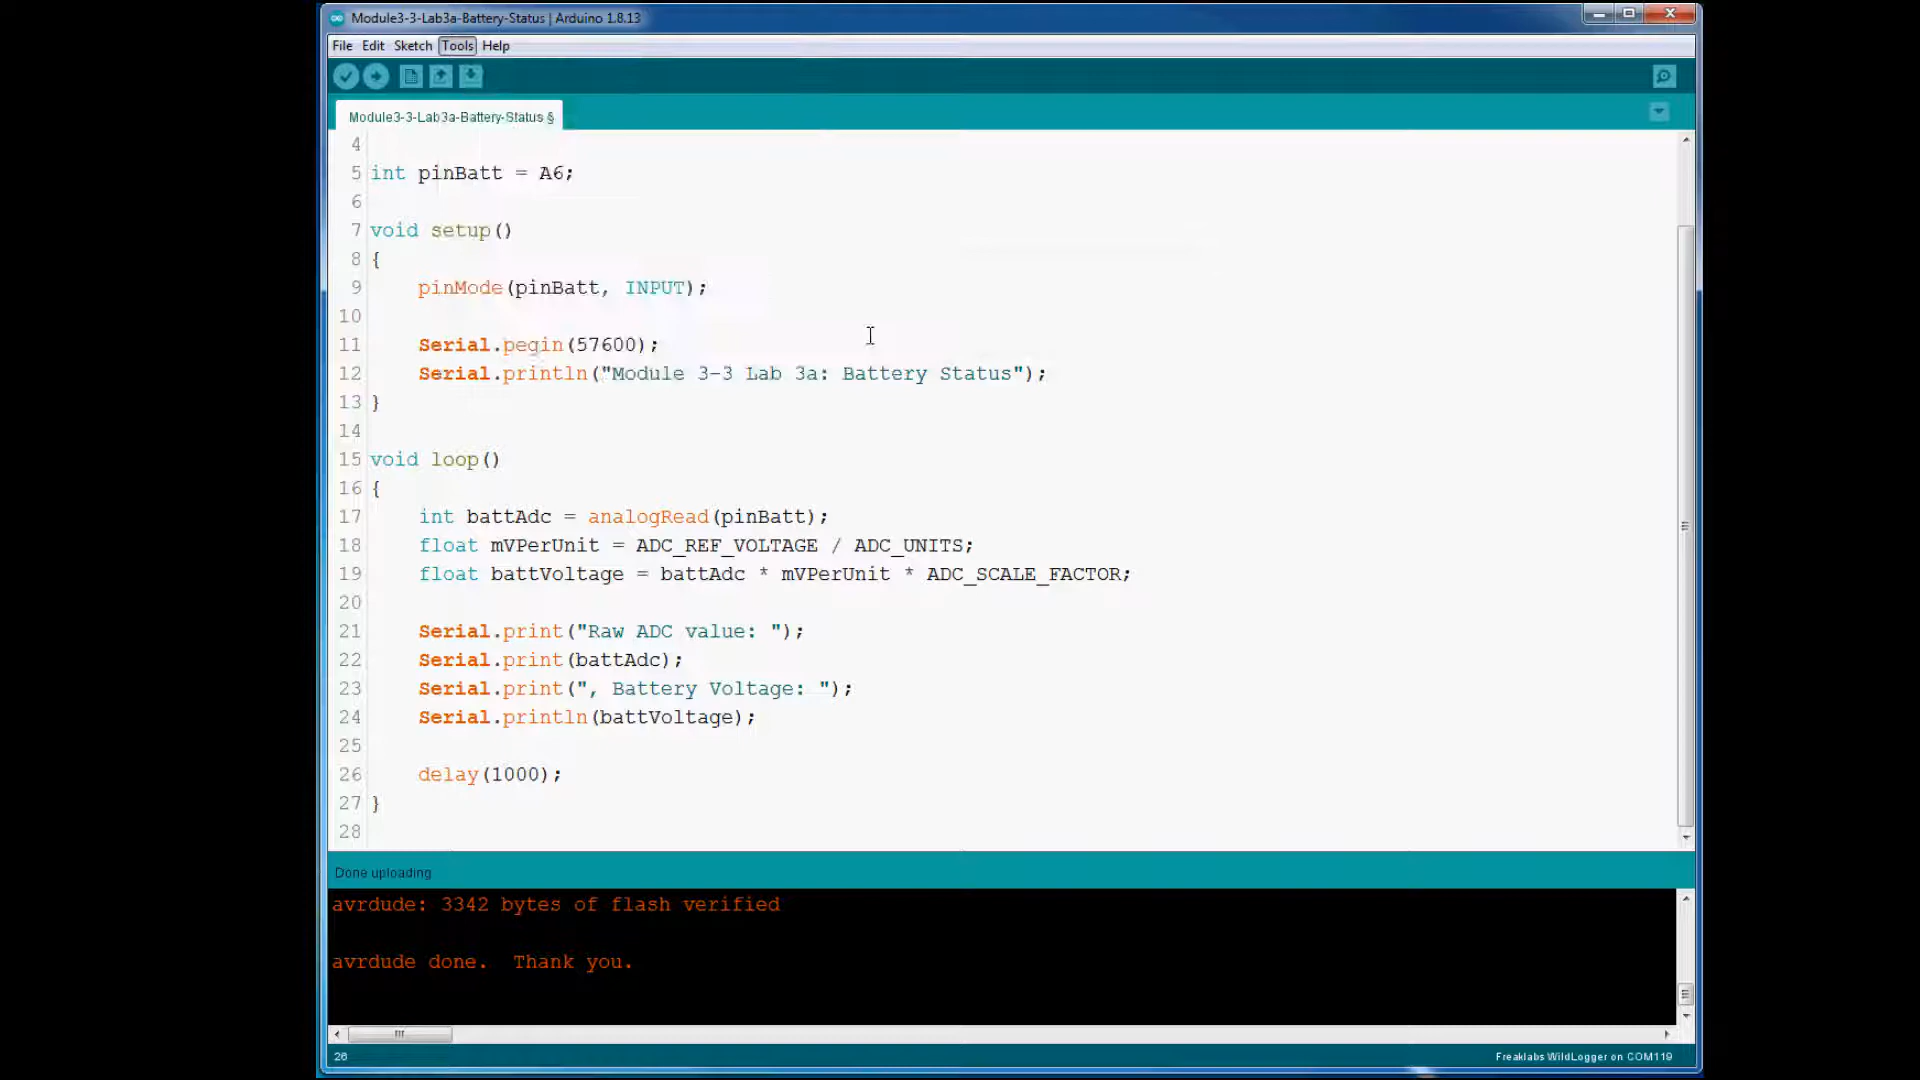 Module3-3-Lab3a-Battery-Status | Arduino 1.8.13
File Edit Sketch Tools Help
Module3-3-Lab3a-Battery-Status §
4
5 int pinBatt = A6;
6
7 void setup()
8 {
9 pinMode(pinBatt, INPUT);
10
11 Serial.pegin(57600);
12 Serial.println("Module 3-3 Lab 3a: Battery Status");
13 }
14
15 void loop()
16 {
17 int battAdc = analogRead(pinBatt);
18 float mVPerUnit = ADC_REF_VOLTAGE / ADC_UNITS;
19 float battVoltage = battAdc * mVPerUnit * ADC_SCALE_FACTOR;
20
21 Serial.print("Raw ADC value: ");
22 Serial.print(battAdc);
23 Serial.print(", Battery Voltage: ");
24 Serial.println(battVoltage);
25
26 delay(1000);
27 }
28
Done uploading
avrdude: 3342 bytes of flash verified
avrdude done. Thank you.
26 Freaklabs WildLogger on COM119